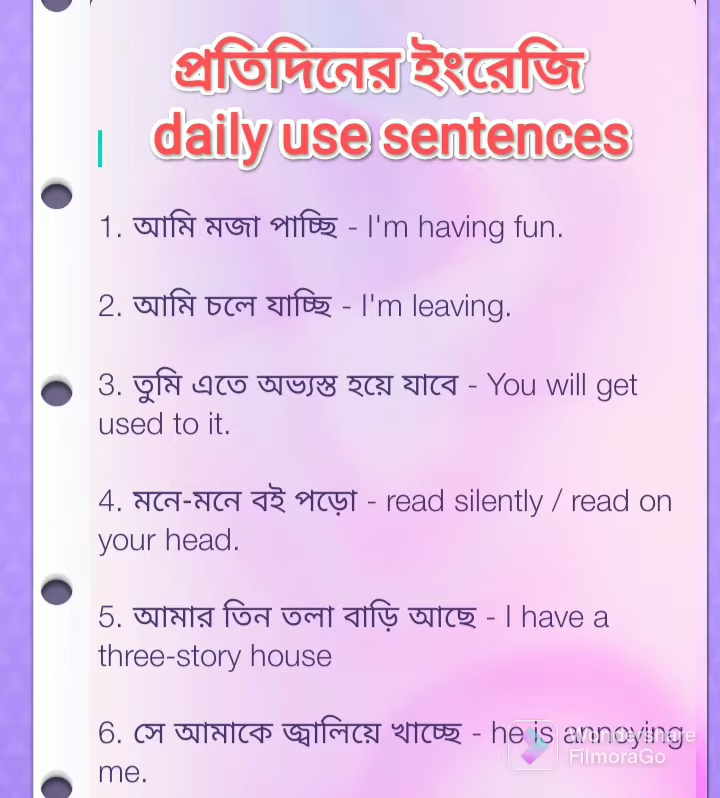 প্রতিদিনের ইংরেজি
daily use sentences
1. আমি মজা পাচ্ছি - I'm having fun.
2. আমি চলে যাচ্ছি - I'm leaving.
3. তুমি এতে অভ্যস্ত হয়ে যাবে - You will get
used to it.
4. মনে-মনে বই পড়ো - read silently / read on
your head.
5. আমার তিন তলা বাড়ি আছে - I have a
three-story house
6. সে আমাকে জ্বালিয়ে খাচ্ছে - he is annoying
me.
Wondershare
FilmoraGo